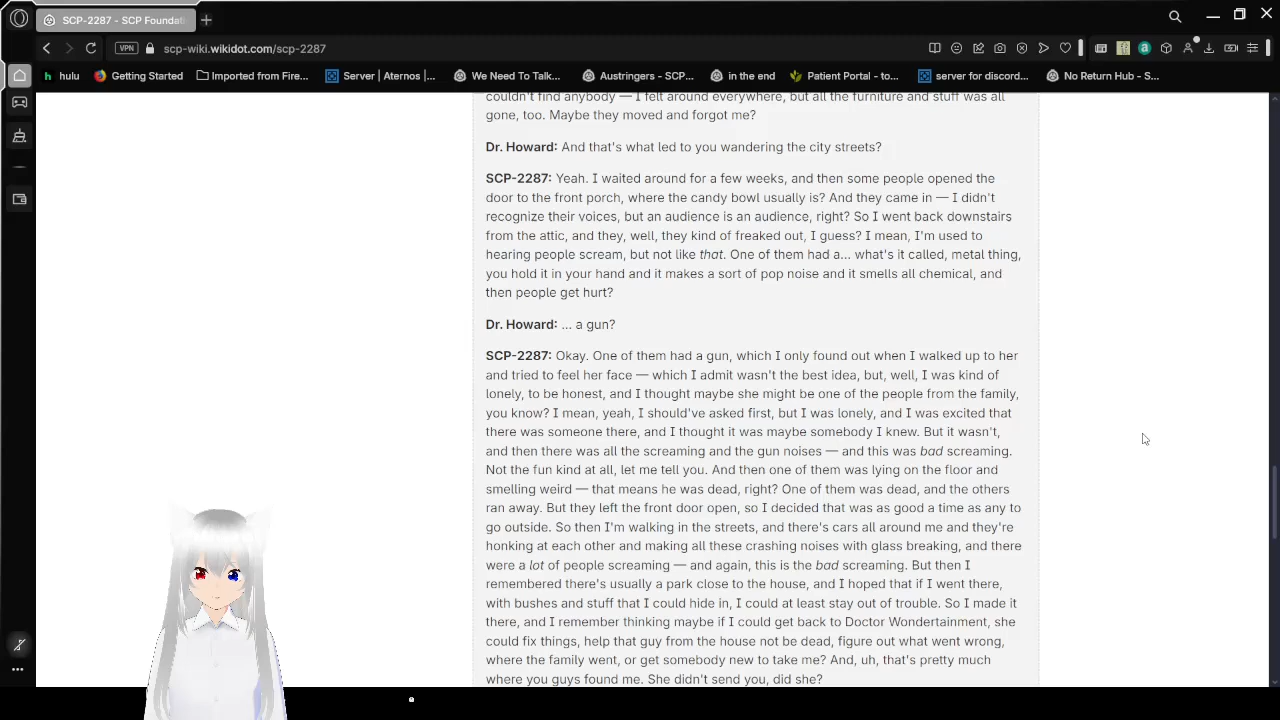 SCP-2287 - SCP Foundati
VPN scp-wiki.wikidot.com/scp-2287
hulu Getting Started Imported from Fire... Server | Aternos |... We Need To Talk... Austringers - SCP... in the end Patient Portal - to... server for discord... No Return Hub - S...
couldn't find anybody — I felt around everywhere, but all the furniture and stuff was all
gone, too. Maybe they moved and forgot me?
Dr. Howard: And that's what led to you wandering the city streets?
SCP-2287: Yeah. I waited around for a few weeks, and then some people opened the
door to the front porch, where the candy bowl usually is? And they came in — I didn't
recognize their voices, but an audience is an audience, right? So I went back downstairs
from the attic, and they, well, they kind of freaked out, I guess? I mean, I'm used to
hearing people scream, but not like that. One of them had a... what's it called, metal thing,
you hold it in your hand and it makes a sort of pop noise and it smells all chemical, and
then people get hurt?
Dr. Howard: ... a gun?
SCP-2287: Okay. One of them had a gun, which I only found out when I walked up to her
and tried to feel her face — which I admit wasn't the best idea, but, well, I was kind of
lonely, to be honest, and I thought maybe she might be one of the people from the family,
you know? I mean, yeah, I should've asked first, but I was lonely, and I was excited that
there was someone there, and I thought it was maybe somebody I knew. But it wasn't,
and then there was all the screaming and the gun noises — and this was bad screaming.
Not the fun kind at all, let me tell you. And then one of them was lying on the floor and
smelling weird — that means he was dead, right? One of them was dead, and the others
ran away. But they left the front door open, so I decided that was as good a time as any to
go outside. So then I'm walking in the streets, and there's cars all around me and they're
honking at each other and making all these crashing noises with glass breaking, and there
were a lot of people screaming — and again, this is the bad screaming. But then I
remembered there's usually a park close to the house, and I hoped that if I went there,
with bushes and stuff that I could hide in, I could at least stay out of trouble. So I made it
there, and I remember thinking maybe if I could get back to Doctor Wondertainment, she
could fix things, help that guy from the house not be dead, figure out what went wrong,
where the family went, or get somebody new to take me? And, uh, that's pretty much
where you guys found me. She didn't send you, did she?